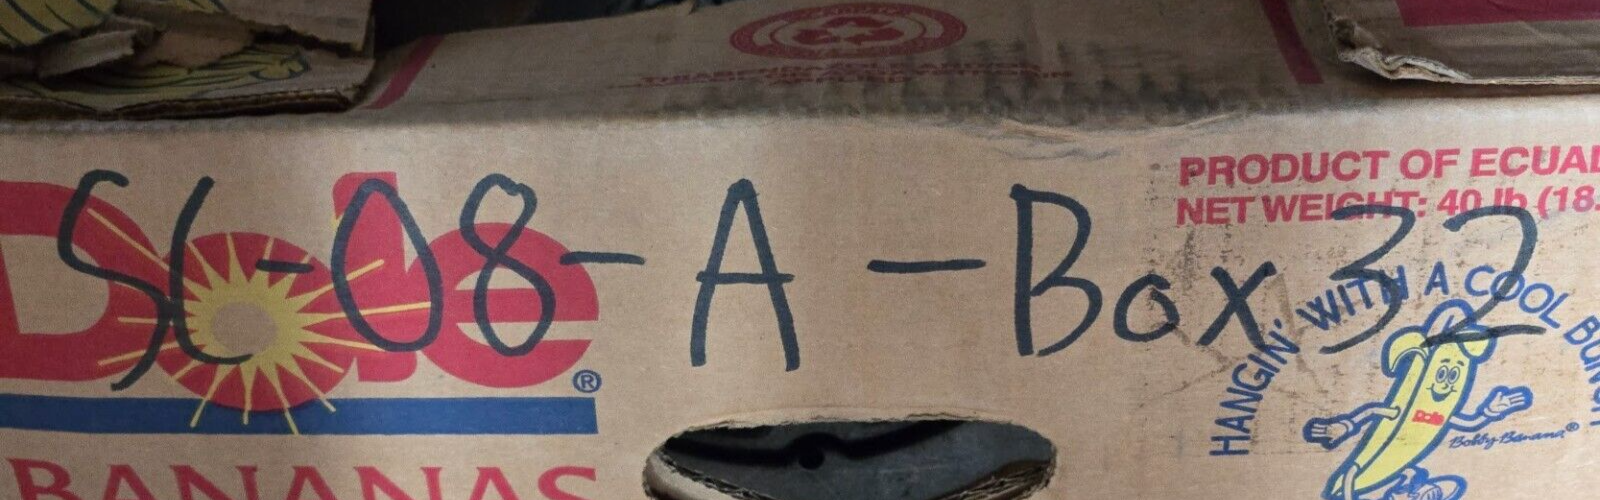 SC-08-A-Box 32
Dole®
BANANAS
PRODUCT OF ECUAD
NET WEIGHT: 40 lb (18.
HANGIN' WITH A COOL BUNCH
Dole
Bobby Banana®